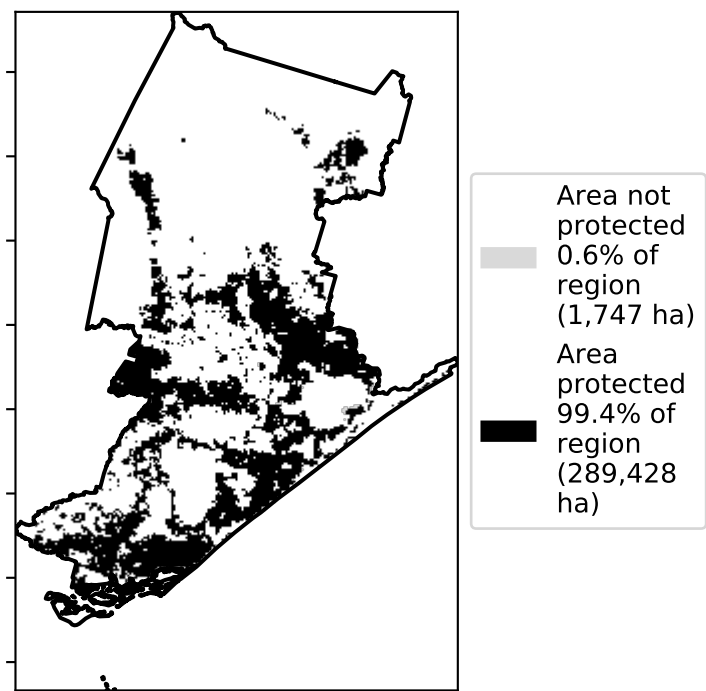 Area not
protected
0.6% of
region
(1,747 ha)
Area
protected
99.4% of
region
(289,428
ha)